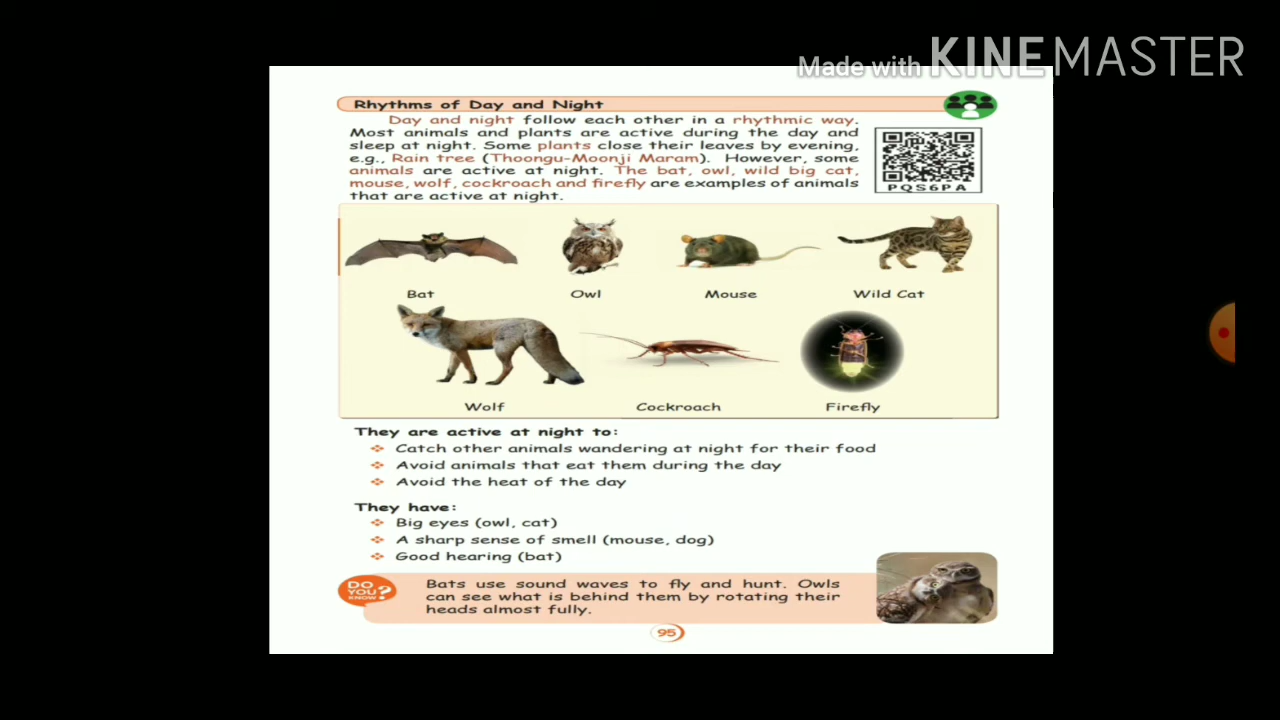 Made with KINEMASTER
Rhythms of Day and Night
Day and night follow each other in a rhythmic way.
Most animals and plants are active during the day and
sleep at night. Some plants close their leaves by evening,
e.g., Rain tree (Thoongu-Moonji Maram). However, some
animals are active at night. The bat, owl, wild big cat,
mouse, wolf, cockroach and firefly are examples of animals
that are active at night.
PQS6PA
Bat Owl Mouse Wild Cat
Wolf Cockroach Firefly
They are active at night to:
Catch other animals wandering at night for their food
Avoid animals that eat them during the day
Avoid the heat of the day
They have:
Big eyes (owl, cat)
A sharp sense of smell (mouse, dog)
Good hearing (bat)
DO YOU KNOW?
Bats use sound waves to fly and hunt. Owls
can see what is behind them by rotating their
heads almost fully.
95